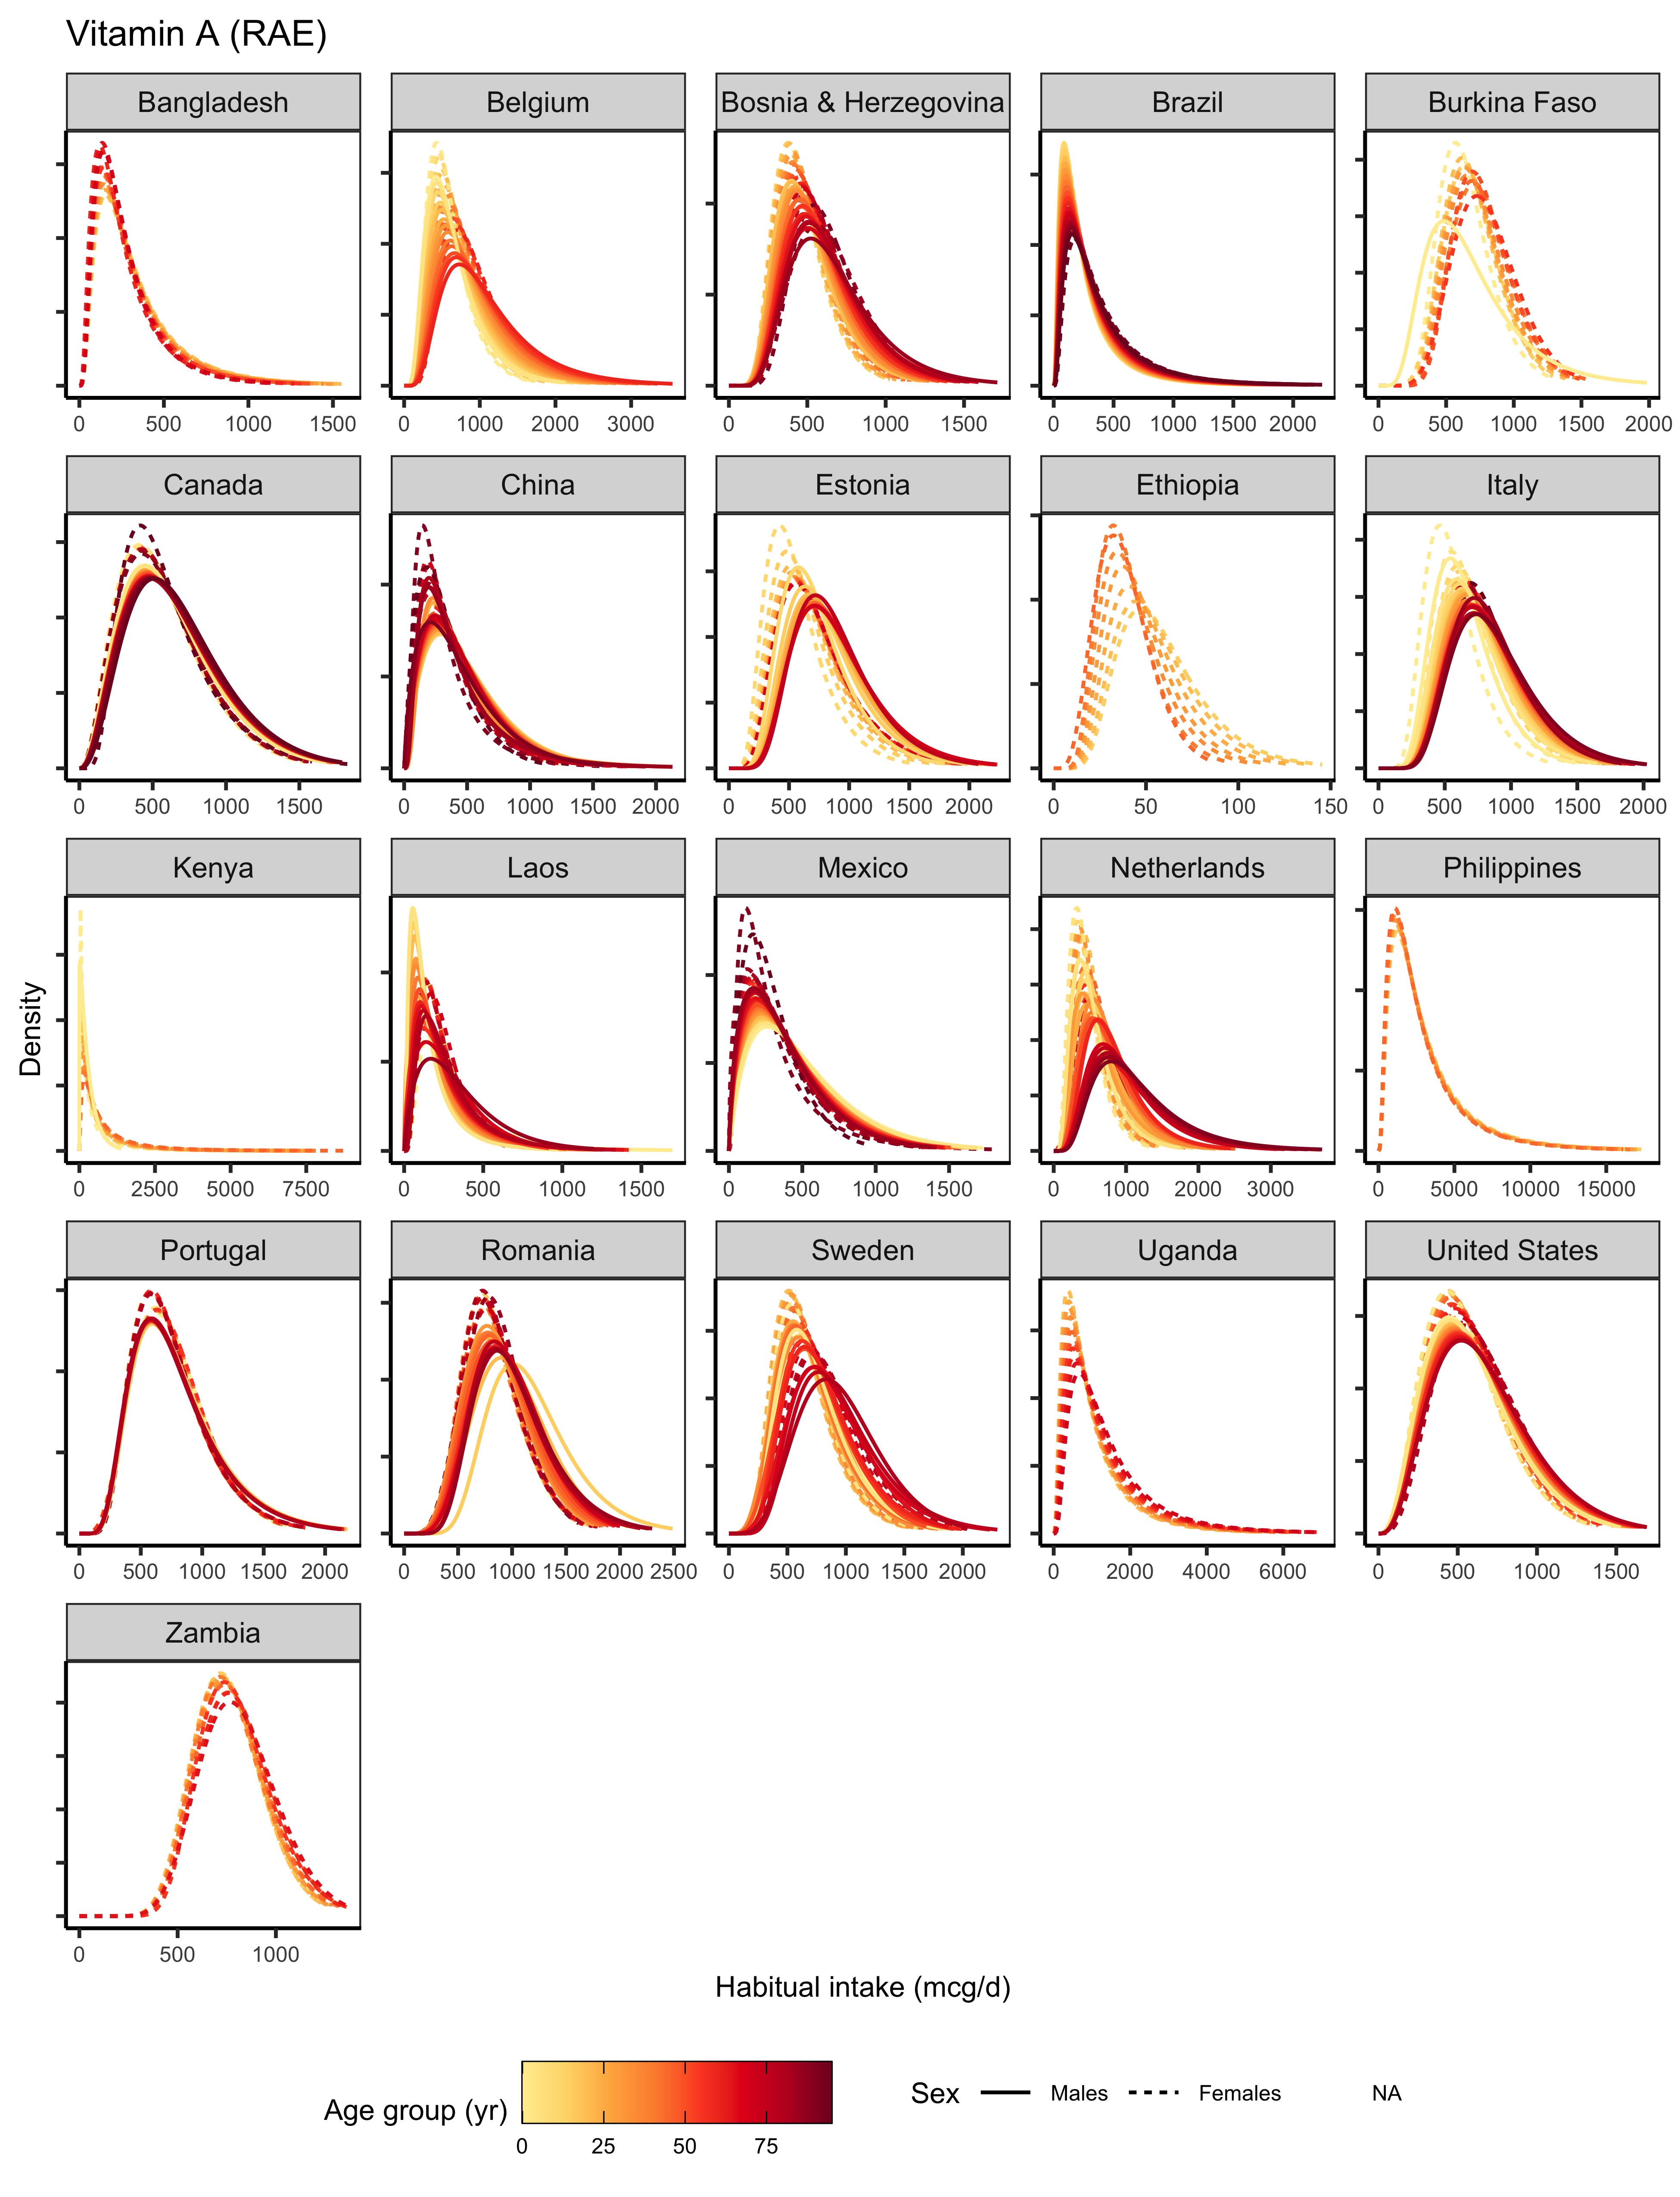 Vitamin A (RAE)
Bangladesh Belgium Bosnia & Herzegovina Brazil Burkina Faso
0 500 1000 1500 0 1000 2000 3000 0 500 1000 1500 0 500 1000 1500 2000 0 500 1000 1500 2000
Canada China Estonia Ethiopia Italy
0 500 1000 1500 0 500 1000 1500 2000 0 500 1000 1500 2000 0 50 100 150 0 500 1000 1500 2000
Kenya Laos Mexico Netherlands Philippines
0 2500 5000 7500 0 500 1000 1500 0 500 1000 1500 0 1000 2000 3000 0 5000 10000 15000
Density
Portugal Romania Sweden Uganda United States
0 500 1000 1500 2000 0 500 1000 1500 2000 2500 0 500 1000 1500 2000 0 2000 4000 6000 0 500 1000 1500
Zambia
0 500 1000
Habitual intake (mcg/d)
Age group (yr)
0 25 50 75
Sex Males Females NA